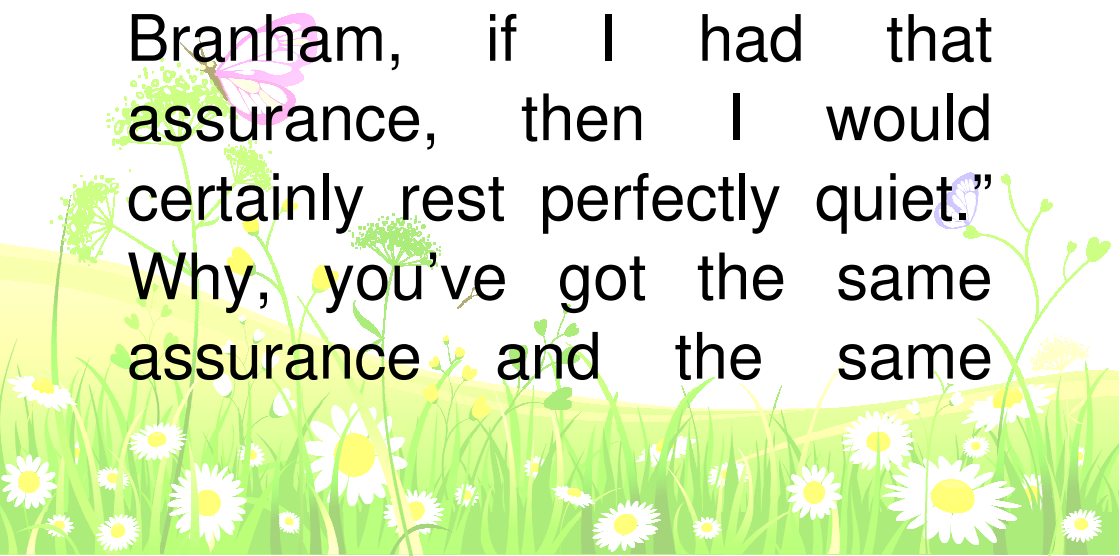 Branham, if I had that
assurance, then I would
certainly rest perfectly quiet.”
Why, you’ve got the same
assurance and the same